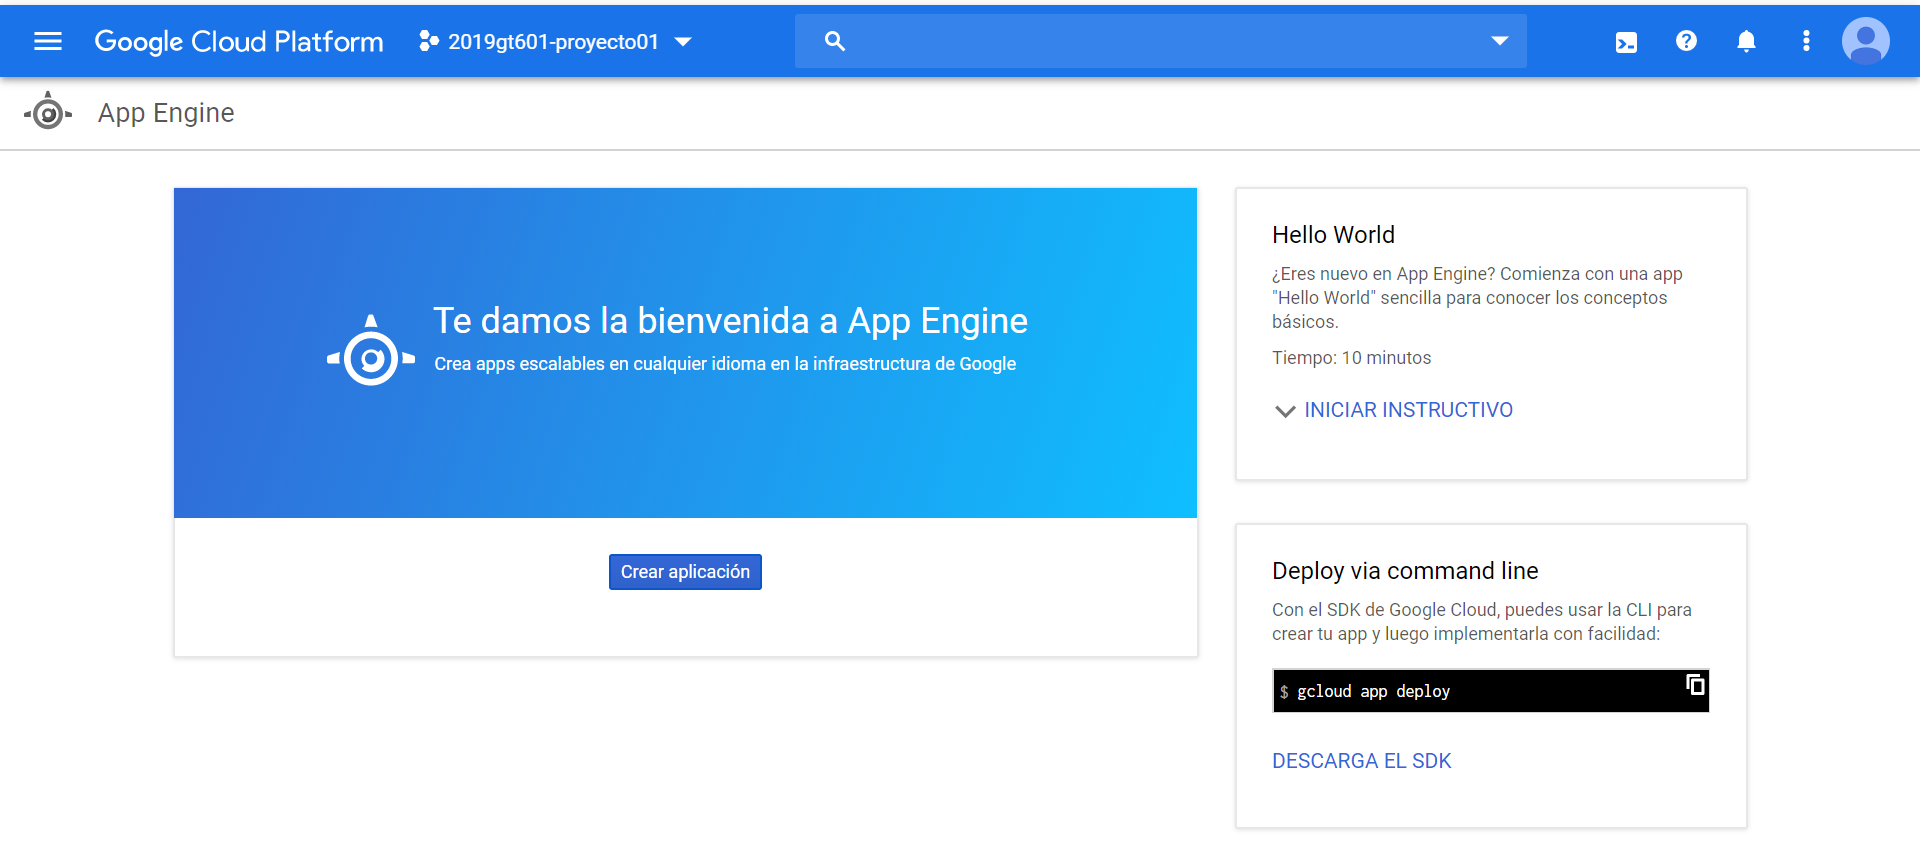 Google Cloud Platform
2019gt601-proyecto01
App Engine
Te damos la bienvenida a App Engine
Crea apps escalables en cualquier idioma en la infraestructura de Google
Crear aplicación
Hello World
¿Eres nuevo en App Engine? Comienza con una app
"Hello World" sencilla para conocer los conceptos
básicos.
Tiempo: 10 minutos
INICIAR INSTRUCTIVO
Deploy via command line
Con el SDK de Google Cloud, puedes usar la CLI para
crear tu app y luego implementarla con facilidad:
$ gcloud app deploy
DESCARGA EL SDK